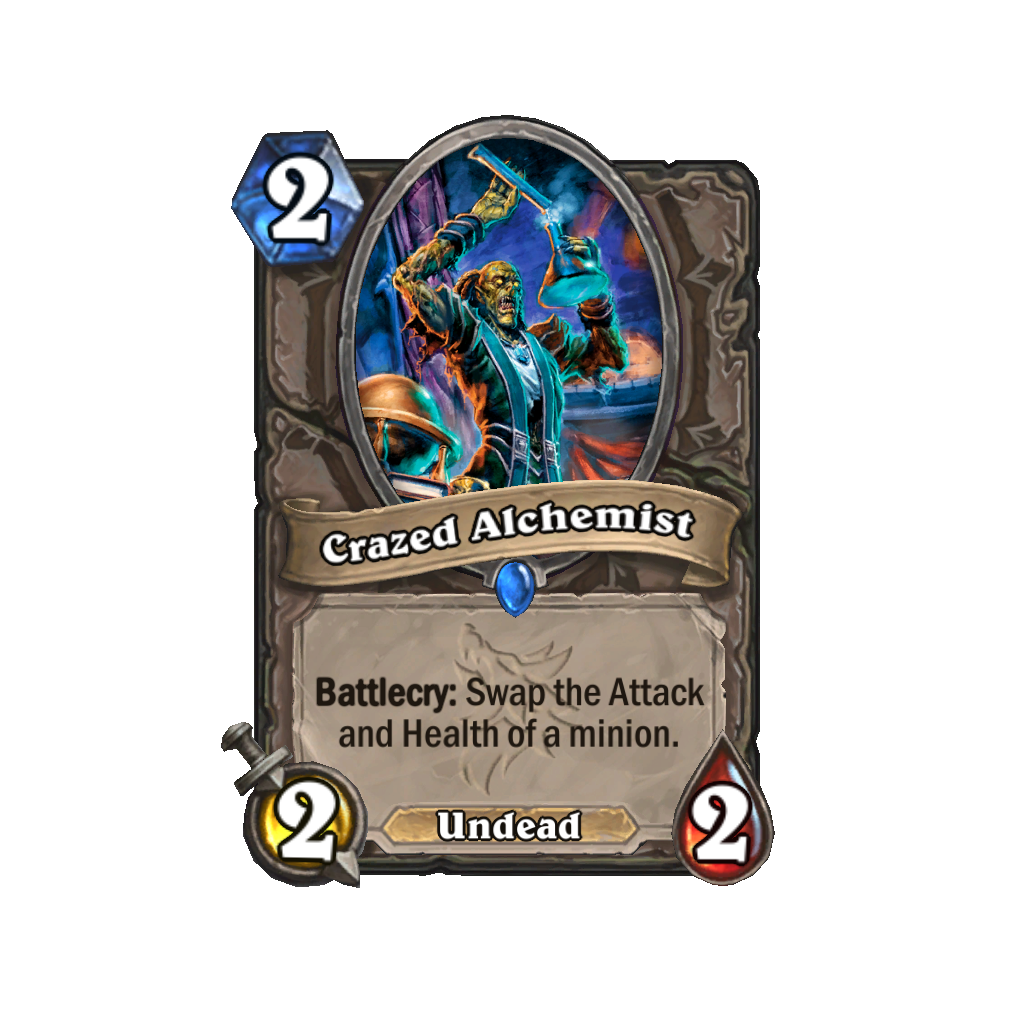 2
Crazed Alchemist
Battlecry: Swap the Attack
and Health of a minion.
2
Undead
2